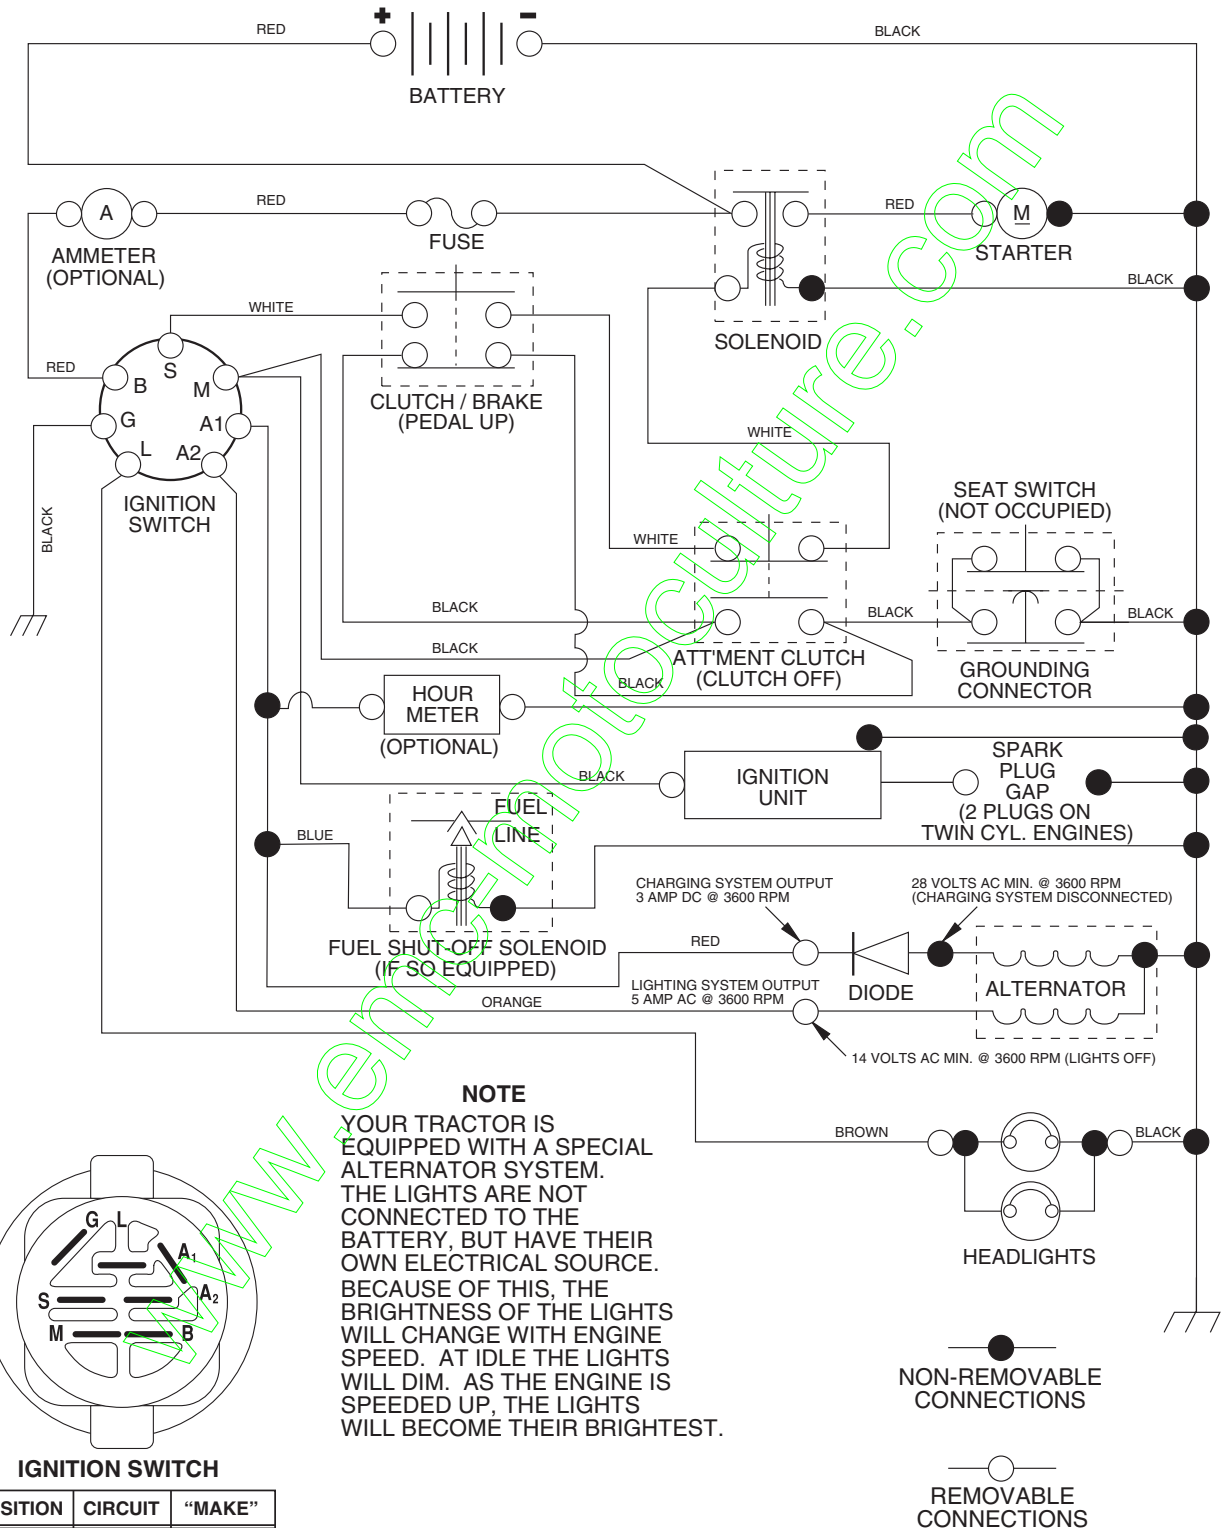 + -
RED
BLACK
BATTERY
A
RED
FUSE
RED
M
STARTER
AMMETER
(OPTIONAL)
BLACK
WHITE
SOLENOID
RED
S
B
M
G
A1
L
A2
CLUTCH / BRAKE
(PEDAL UP)
WHITE
IGNITION
SWITCH
BLACK
SEAT SWITCH
(NOT OCCUPIED)
WHITE
BLACK
BLACK
BLACK
BLACK
ATT'MENT CLUTCH
(CLUTCH OFF)
BLACK
GROUNDING
CONNECTOR
HOUR
METER
(OPTIONAL)
BLACK
IGNITION
UNIT
SPARK
PLUG
GAP
(2 PLUGS ON
TWIN CYL. ENGINES)
FUEL
LINE
BLUE
CHARGING SYSTEM OUTPUT
3 AMP DC @ 3600 RPM
28 VOLTS AC MIN. @ 3600 RPM
(CHARGING SYSTEM DISCONNECTED)
FUEL SHUT-OFF SOLENOID
(IF SO EQUIPPED)
RED
DIODE
ALTERNATOR
LIGHTING SYSTEM OUTPUT
5 AMP AC @ 3600 RPM
ORANGE
14 VOLTS AC MIN. @ 3600 RPM (LIGHTS OFF)
NOTE
YOUR TRACTOR IS
EQUIPPED WITH A SPECIAL
ALTERNATOR SYSTEM.
THE LIGHTS ARE NOT
CONNECTED TO THE
BATTERY, BUT HAVE THEIR
OWN ELECTRICAL SOURCE.
BECAUSE OF THIS, THE
BRIGHTNESS OF THE LIGHTS
WILL CHANGE WITH ENGINE
SPEED. AT IDLE THE LIGHTS
WILL DIM. AS THE ENGINE IS
SPEEDED UP, THE LIGHTS
WILL BECOME THEIR BRIGHTEST.
BROWN
BLACK
HEADLIGHTS
G L
A1
A2
S
M
B
IGNITION SWITCH
NON-REMOVABLE
CONNECTIONS
REMOVABLE
CONNECTIONS
SITION CIRCUIT “MAKE”
www.emc-motoculture.com